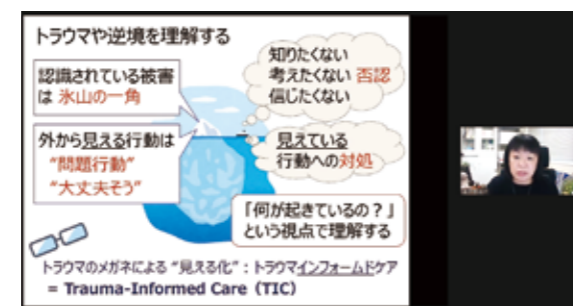 トラウマや逆境を理解する
認識されている被害
は 氷山の一角
知りたくない
考えたくない 否認
信じたくない
外から見える行動は
“問題行動”
“大丈夫そう”
見えている
行動への対処
「何が起きているの？」
という視点で理解する
トラウマのメガネによる “見える化”：トラウマインフォームドケア
= Trauma-Informed Care（TIC）